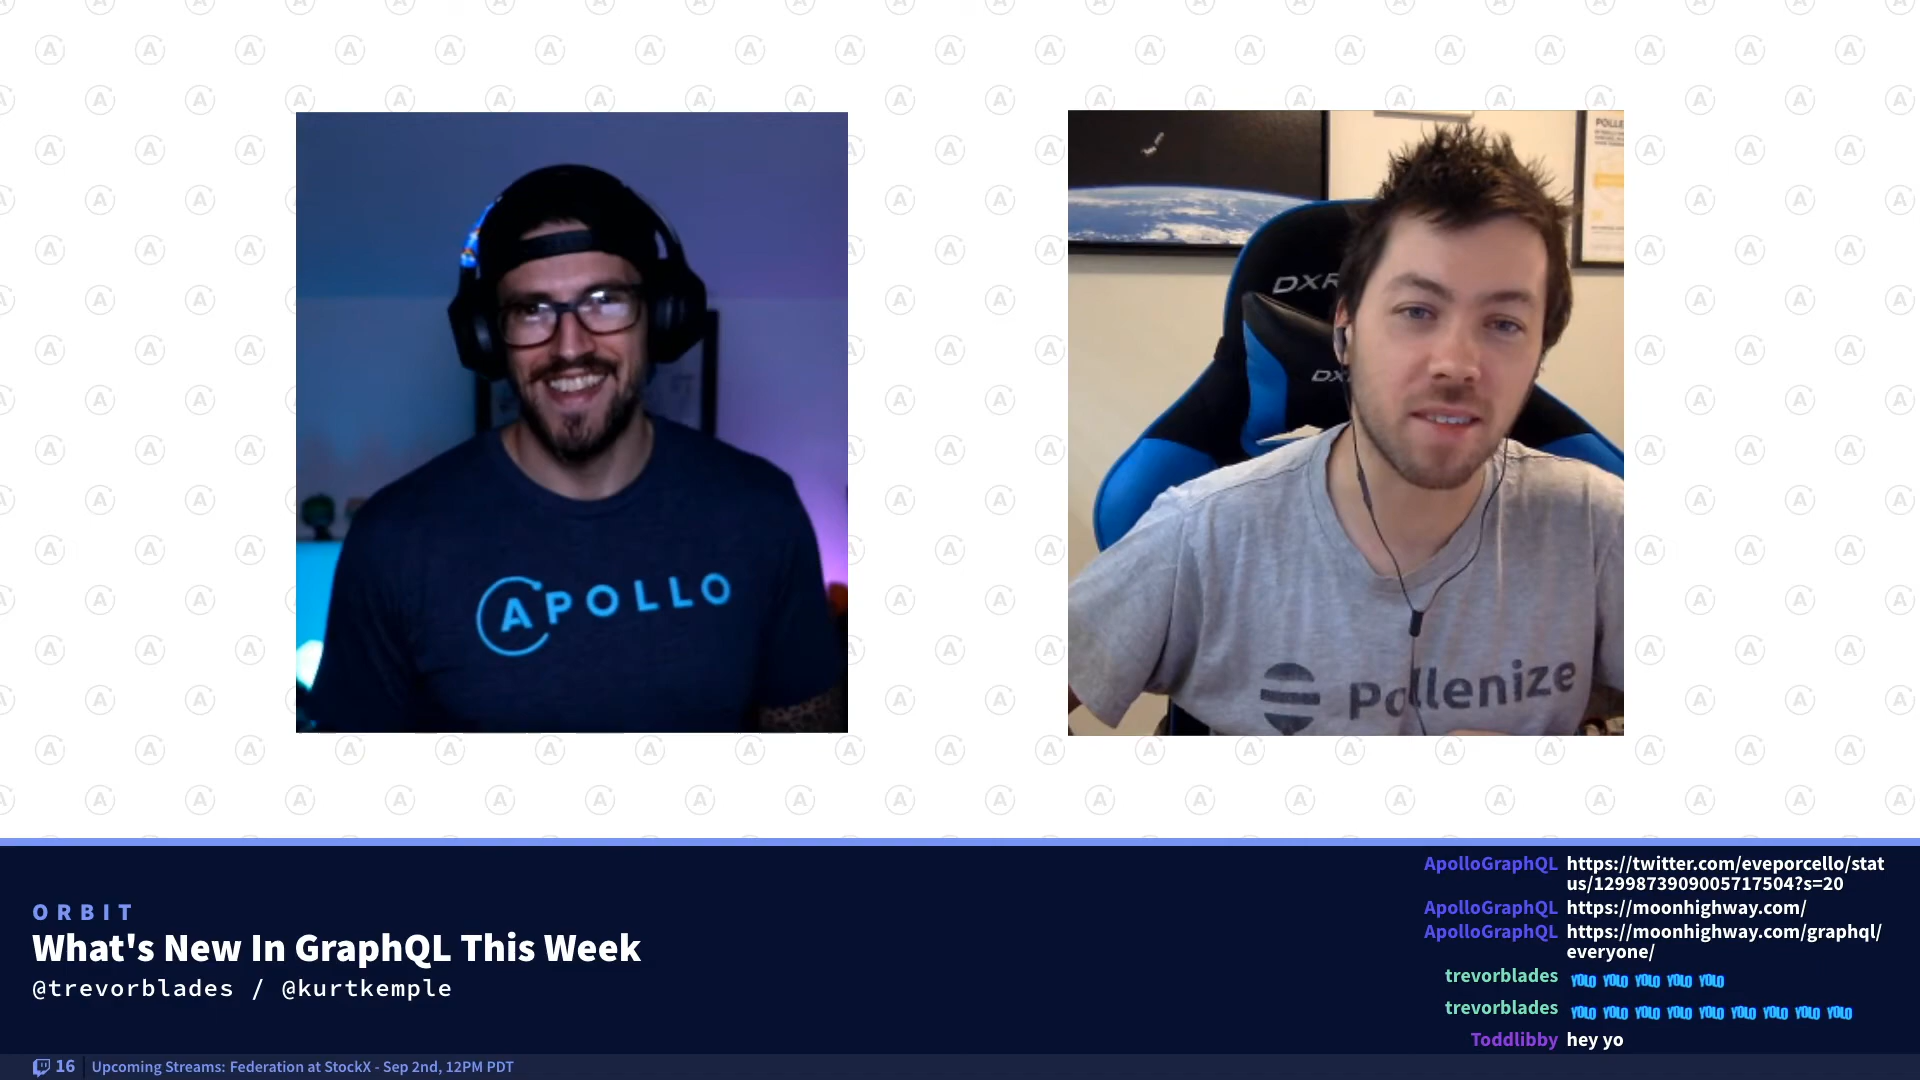 POLLE
DXR
DX
APOLLO
Pollenize
ORBIT
What's New In GraphQL This Week
@trevorblades / @kurtkemple
ApolloGraphQL https://twitter.com/eveporcello/stat
us/1299873909005717504?s=20
ApolloGraphQL https://moonhighway.com/
ApolloGraphQL https://moonhighway.com/graphql/
everyone/
trevorblades YOLO YOLO YOLO YOLO YOLO
trevorblades YOLO YOLO YOLO YOLO YOLO YOLO YOLO YOLO YOLO
Toddlibby hey yo
16 Upcoming Streams: Federation at StockX - Sep 2nd, 12PM PDT